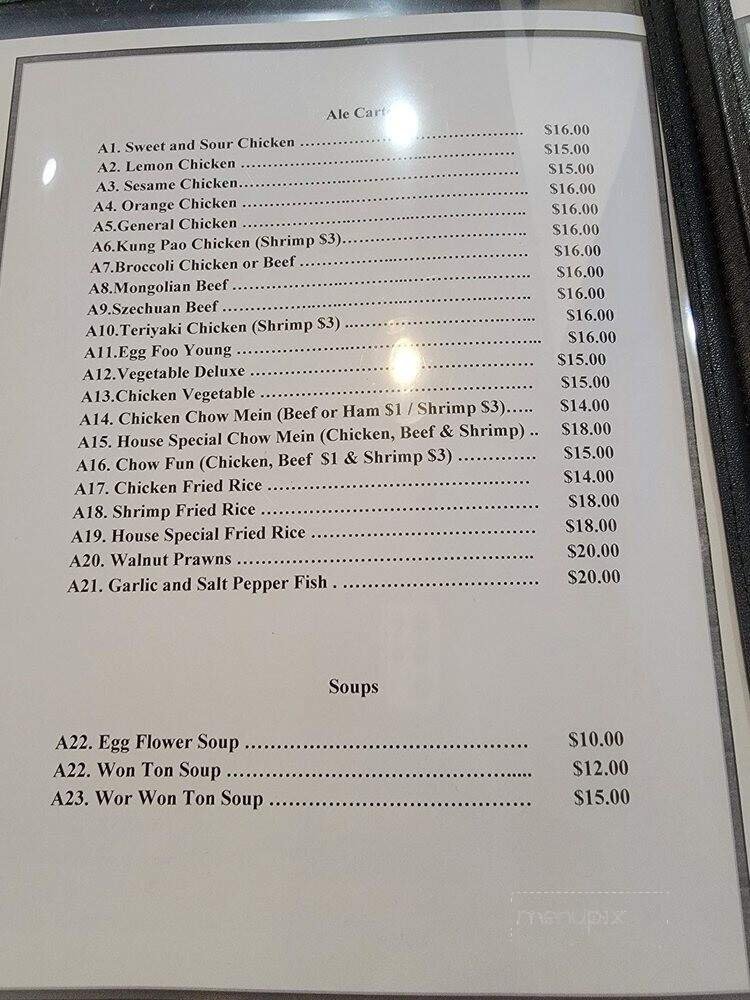 Ale Carte
A1. Sweet and Sour Chicken ................................ $16.00
A2. Lemon Chicken ................................ $15.00
A3. Sesame Chicken................................ $15.00
A4. Orange Chicken ................................ $16.00
A5.General Chicken ................................ $16.00
A6.Kung Pao Chicken (Shrimp $3)................................ $16.00
A7.Broccoli Chicken or Beef ................................ $16.00
A8.Mongolian Beef ................................ $16.00
A9.Szechuan Beef ................................ $16.00
A10.Teriyaki Chicken (Shrimp $3) ................................ $16.00
A11.Egg Foo Young ................................ $16.00
A12.Vegetable Deluxe ................................ $15.00
A13.Chicken Vegetable ................................ $15.00
A14. Chicken Chow Mein (Beef or Ham $1 / Shrimp $3)..... $14.00
A15. House Special Chow Mein (Chicken, Beef & Shrimp) .. $18.00
A16. Chow Fun (Chicken, Beef $1 & Shrimp $3) ............. $15.00
A17. Chicken Fried Rice ................................ $14.00
A18. Shrimp Fried Rice ................................ $18.00
A19. House Special Fried Rice ................................ $18.00
A20. Walnut Prawns ................................ $20.00
A21. Garlic and Salt Pepper Fish . ................................ $20.00
Soups
A22. Egg Flower Soup ................................ $10.00
A22. Won Ton Soup ................................ $12.00
A23. Wor Won Ton Soup ................................ $15.00
menupix